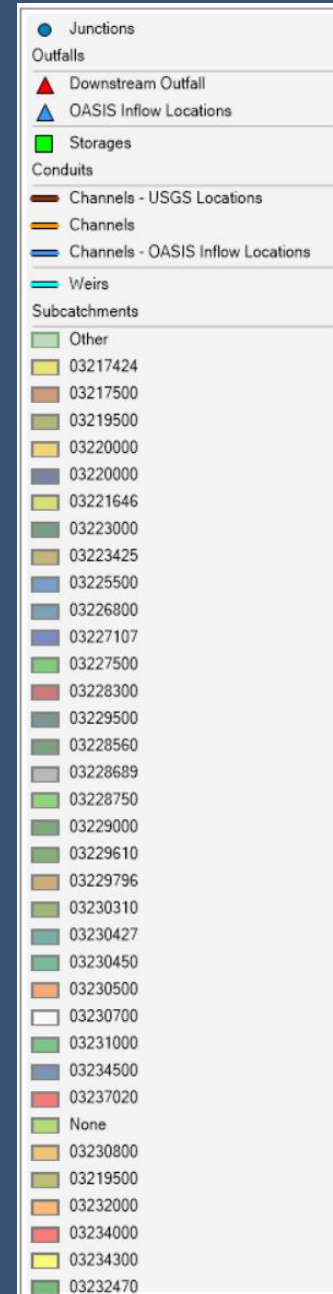 Junctions
Outfalls
Downstream Outfall
OASIS Inflow Locations
Storages
Conduits
Channels - USGS Locations
Channels
Channels - OASIS Inflow Locations
Weirs
Subcatchments
Other
03217424
03217500
03219500
03220000
03220000
03221646
03223000
03223425
03225500
03226800
03227107
03227500
03228300
03229500
03228560
03228689
03228750
03229000
03229610
03229796
03230310
03230427
03230450
03230500
03230700
03231000
03234500
03237020
None
03230800
03219500
03232000
03234000
03234300
03232470